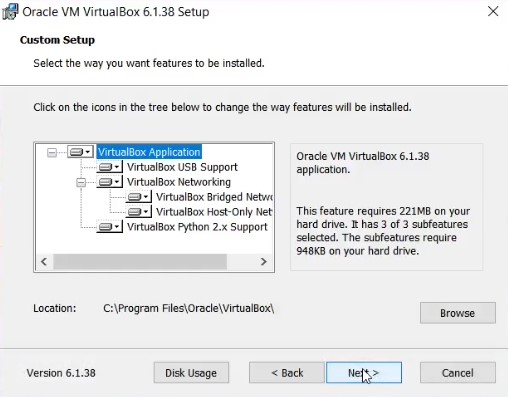 Oracle VM VirtualBox 6.1.38 Setup
Custom Setup
Select the way you want features to be installed.
Click on the icons in the tree below to change the way features will be installed.
VirtualBox Application
VirtualBox USB Support
VirtualBox Networking
VirtualBox Bridged Netw
VirtualBox Host-Only Net
VirtualBox Python 2.x Support
Oracle VM VirtualBox 6.1.38
application.
This feature requires 221MB on your
hard drive. It has 3 of 3 subfeatures
selected. The subfeatures require
948KB on your hard drive.
Location: C:\Program Files\Oracle\VirtualBox\
Browse
Version 6.1.38 Disk Usage < Back Next > Cancel